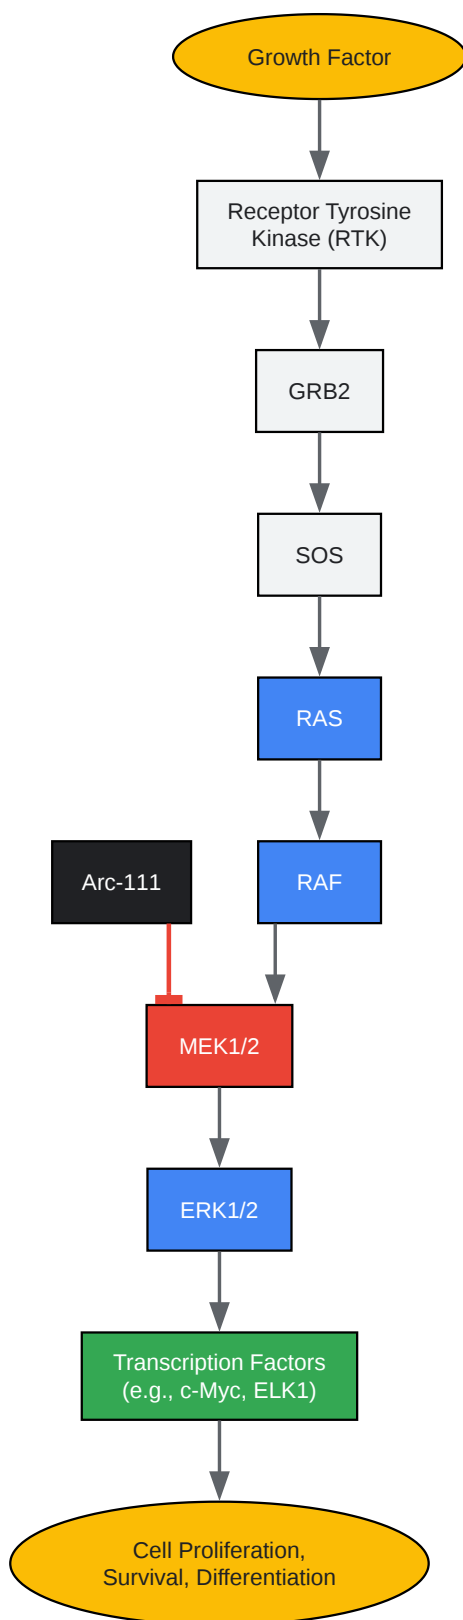 Growth Factor
Receptor Tyrosine
Kinase (RTK)
GRB2
SOS
RAS
Arc-111
RAF
MEK1/2
ERK1/2
Transcription Factors
(e.g., c-Myc, ELK1)
Cell Proliferation,
Survival, Differentiation